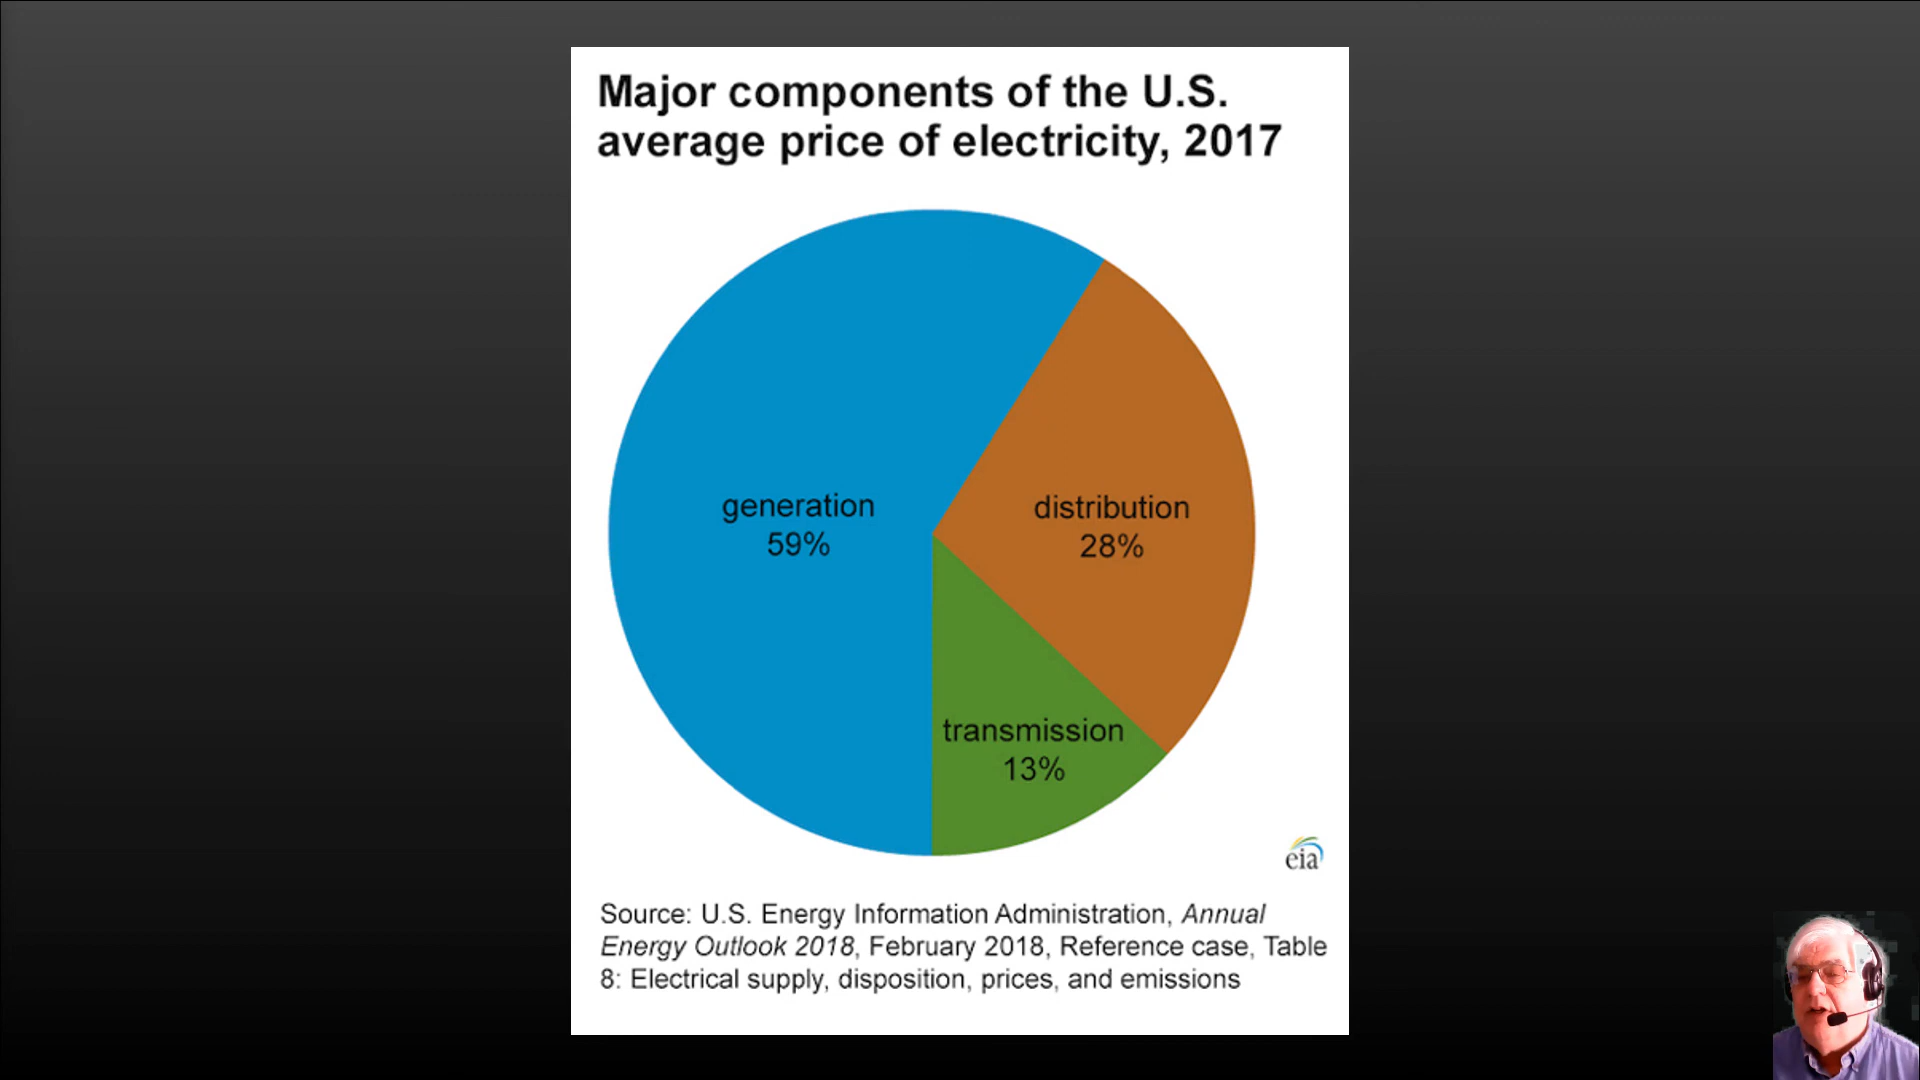 Major components of the U.S.
average price of electricity, 2017
generation
59%
distribution
28%
transmission
13%
eia
Source: U.S. Energy Information Administration, Annual
Energy Outlook 2018, February 2018, Reference case, Table
8: Electrical supply, disposition, prices, and emissions